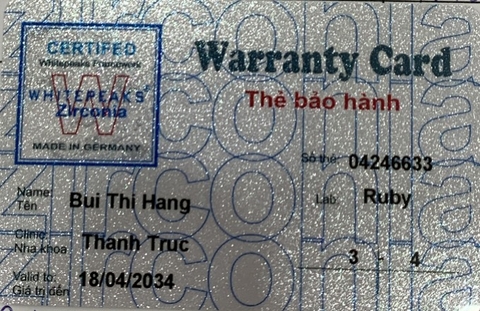 CERTIFED
Whitepeaks Framework
WHITEPEAKS
Zirconia
MADE IN GERMANY
Warranty Card
Thẻ bảo hành
Số thẻ: 04246633
Name:
Tên
Bui Thi Hang
Lab: Ruby
Clinic:
Nha khoa
Thanh Truc
3 - 4
Valid to:
Giá trị đến
18/04/2034